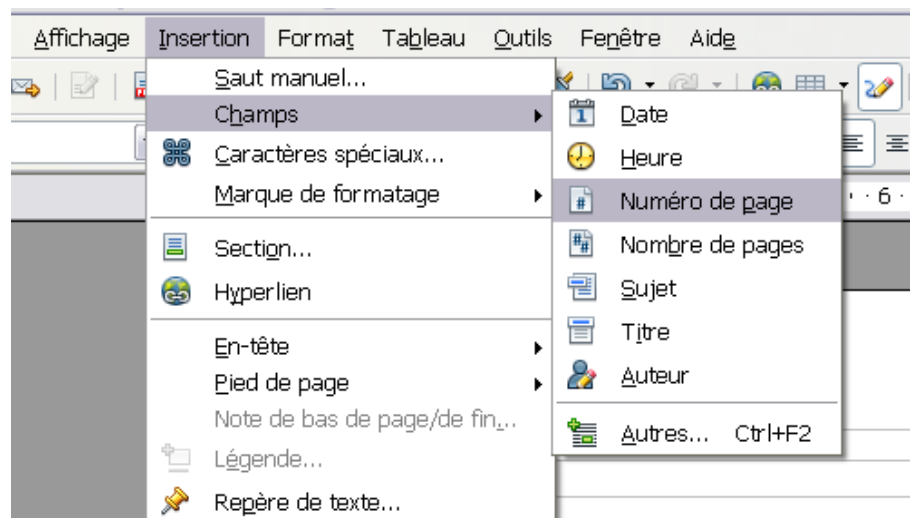 Affichage Insertion Format Tableau Outils Fenêtre Aide
Saut manuel...
Champs
Caractères spéciaux...
Marque de formatage
Section...
Hyperlien
En-tête
Pied de page
Note de bas de page/de fin...
Légende...
Repère de texte...
1 Date
Heure
# Numéro de page
# Nombre de pages
Sujet
Titre
Auteur
Autres... Ctrl+F2
· 6 ·